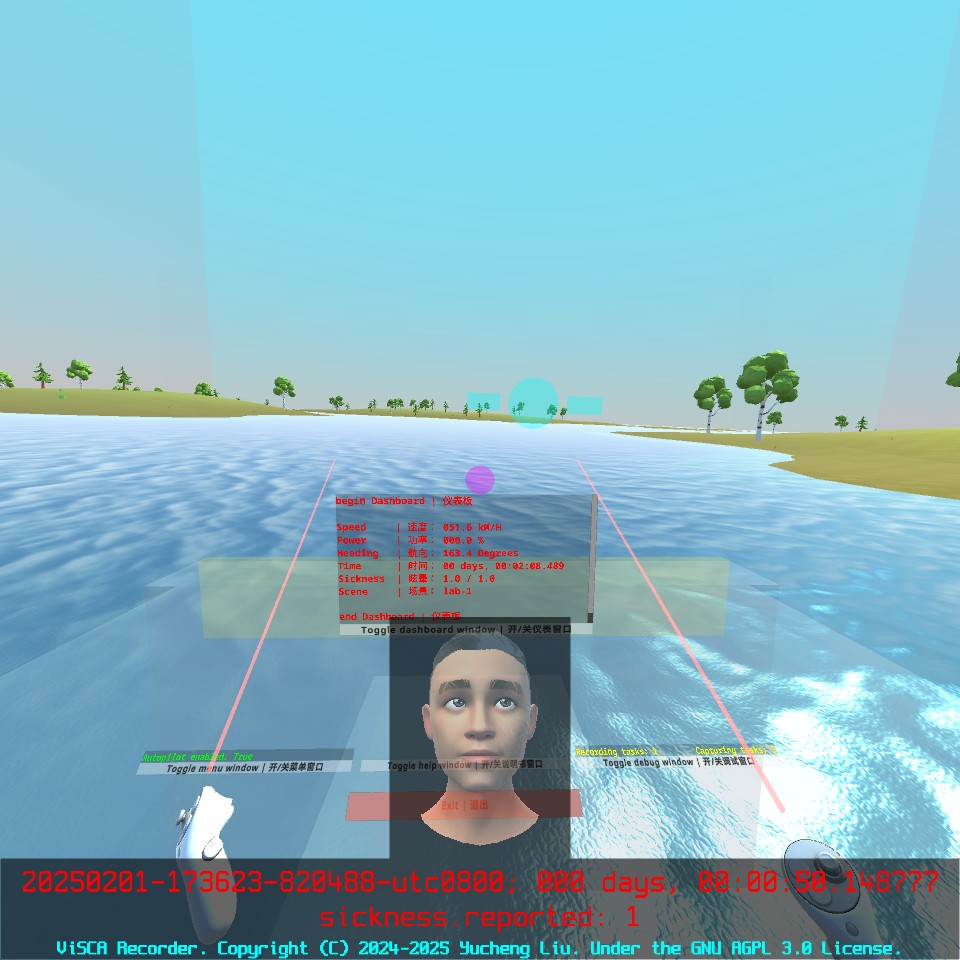 begin Dashboard | 仪表板
Speed | 速度： 051.6 kM/H
Power | 功率： 000.0 %
Heading | 航向： 163.4 Degrees
Time | 时间： 00 days, 00:02:08.489
Sickness | 眩晕： 1.0 / 1.0
Scene | 场景： lab-1
end Dashboard | 仪表板
Toggle dashboard window | 开/关仪表窗口
Autopilot enabled: True
Recording tasks: 1 Capturing tasks:
Toggle menu window | 开/关菜单窗口
Toggle help window | 开/关说明书窗口
Toggle debug window | 开/关调试窗口
Exit | 退出
20250201-173623-820488-utc0800; 000 days, 00:00:50.148777
sickness.reported: 1
ViSCA Recorder. Copyright (C) 2024-2025 Yucheng Liu. Under the GNU AGPL 3.0 License.